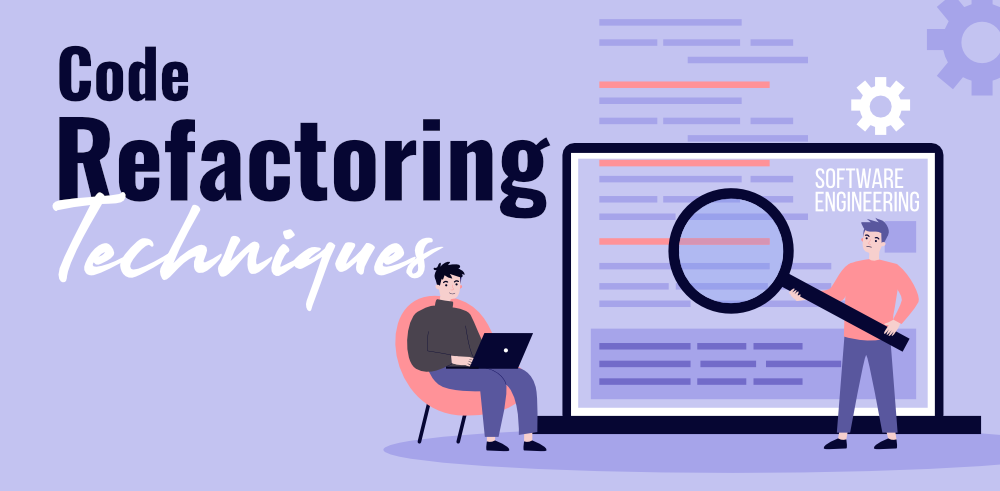 Code
Refactoring
Techniques
SOFTWARE
ENGINEERING